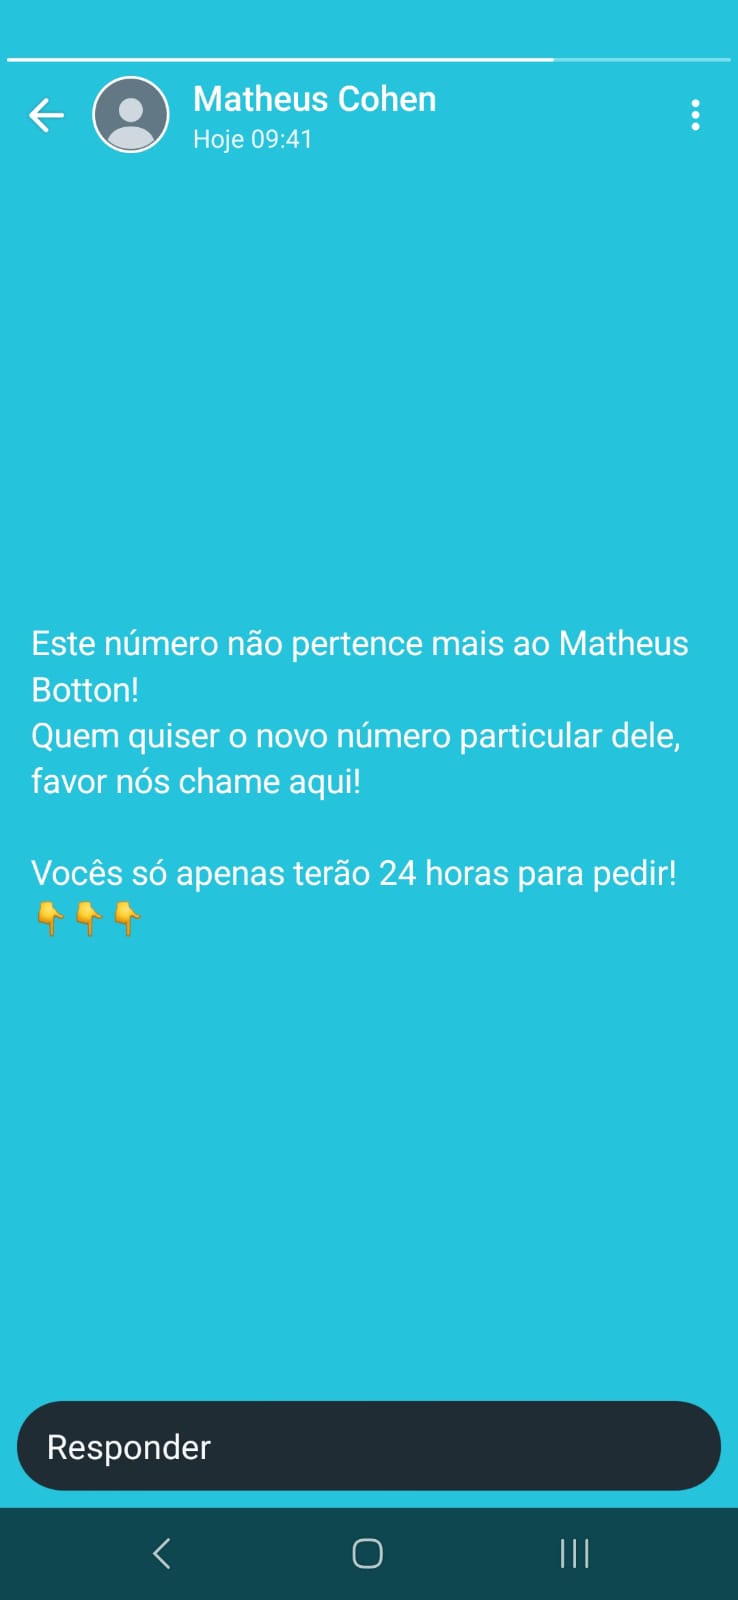 Matheus Cohen
Hoje 09:41
Este número não pertence mais ao Matheus
Botton!
Quem quiser o novo número particular dele,
favor nós chame aqui!
Vocês só apenas terão 24 horas para pedir!
👇👇👇
Responder